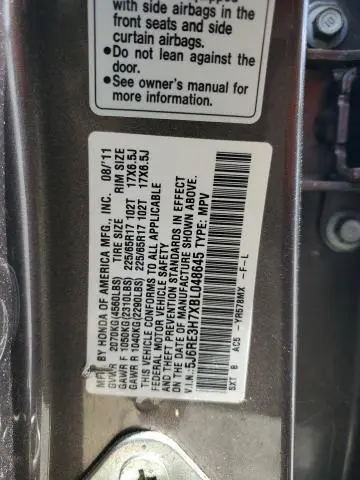 with side airbags in the
front seats and side
curtain airbags.
•Do not lean against the
door.
•See owner's manual for
more information.
MFD. BY HONDA OF AMERICA MFG., INC. 08/'11
GVWR 2070KG(4560LBS) TIRE SIZE RIM SIZE
GAWR F 1050KG(2310LBS) 225/65R17 102T 17X6.5J
GAWR R 1040KG(2290LBS) 225/65R17 102T 17X6.5J
THIS VEHICLE CONFORMS TO ALL APPLICABLE
FEDERAL MOTOR VEHICLE SAFETY
AND THEFT PREVENTION STANDARDS IN EFFECT
ON THE DATE OF MANUFACTURE SHOWN ABOVE.
V.I.N.:5J6RE3H7XBL048645 TYPE: MPV
SXT B AC5 -YR578MX -F-L